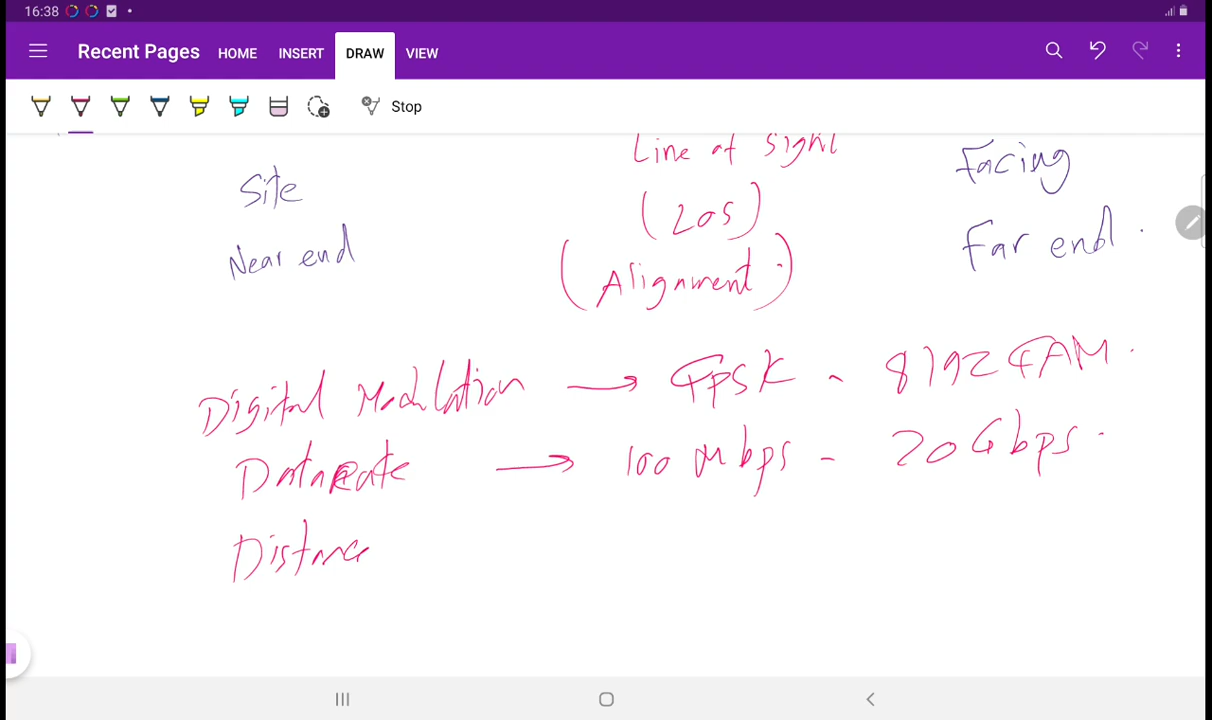 16:38
Recent Pages HOME INSERT DRAW VIEW
Stop
Line of Sight
Site
Facing
(LOS)
Near end
Far end.
(Alignment)
Digital Modulation → QPSK - 8192 QAM.
DataRate → 100 Mbps - 20 Gbps.
Distance